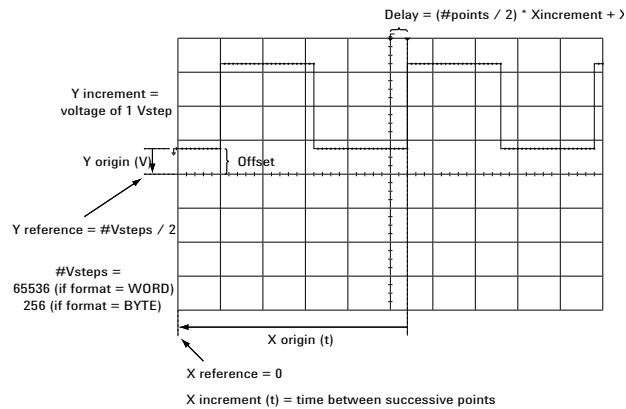 Delay = (#points / 2) * Xincrement + X
Y increment =
voltage of 1 Vstep
Y origin (V)
Offset
Y reference = #Vsteps / 2
#Vsteps =
65536 (if format = WORD)
256 (if format = BYTE)
X origin (t)
X reference = 0
X increment (t) = time between successive points